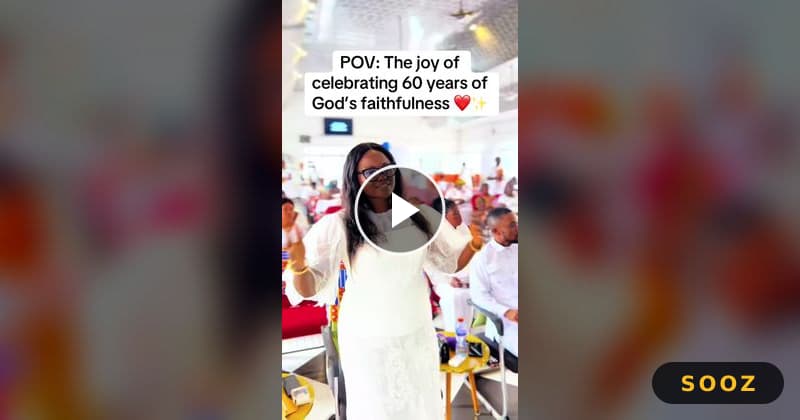 POV: The joy of
celebrating 60 years of
God's faithfulness ❤️✨
SOOZ